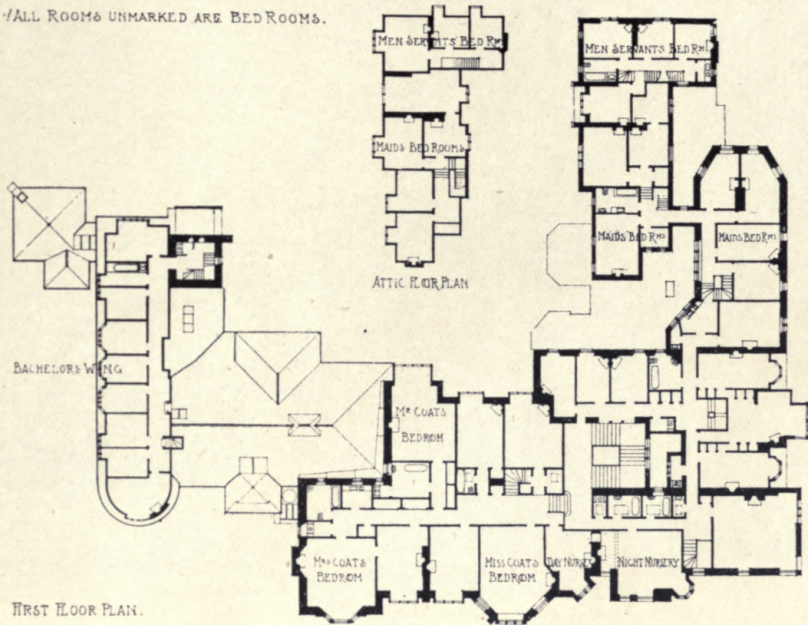 ALL ROOMS UNMARKED ARE BED ROOMS.
MEN SERVANTS' BED RMS
MEN SERVANTS BED RM
MAIDS BED ROOMS
MAIDS BED RMS
MAIDS BED RMS
ATTIC FLOOR PLAN
BACHELORS WING
MR COATS
BEDROM
MRS COATS
BEDROOM
MISS COATS
BEDROOM
DAY NURSERY
NIGHT NURSERY
FIRST FLOOR PLAN.